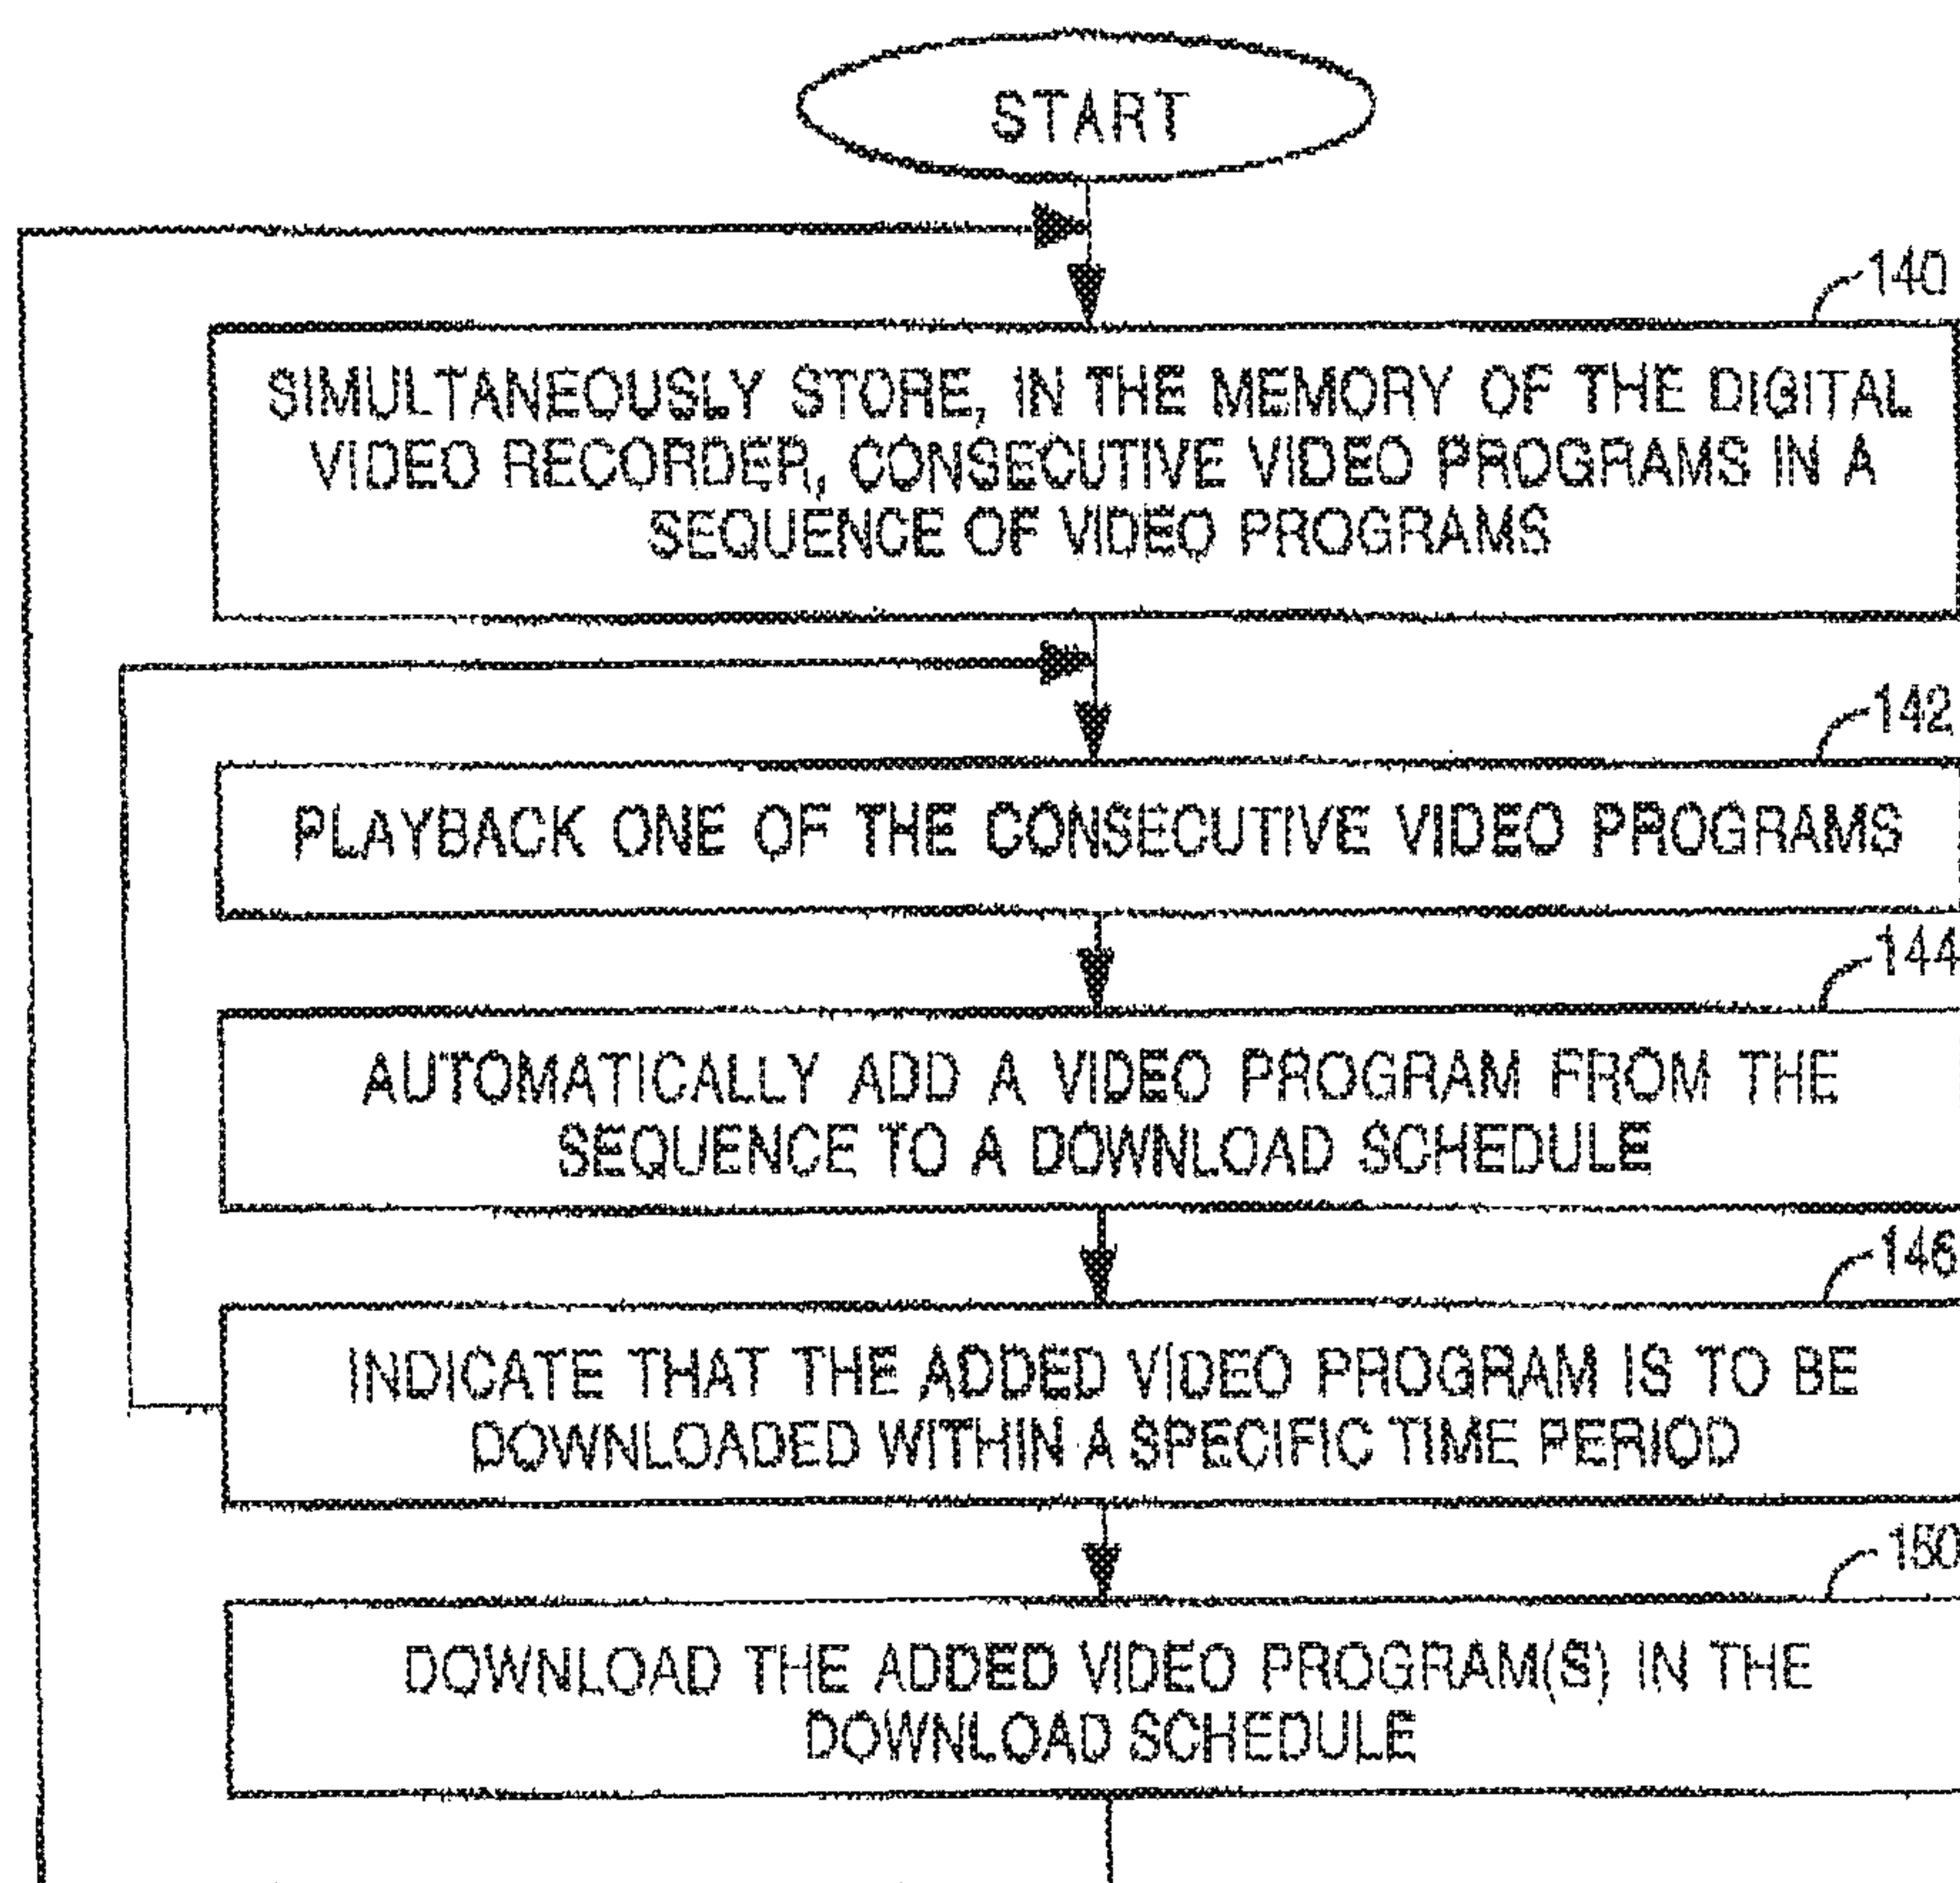 START
140
SIMULTANEOUSLY STORE, IN THE MEMORY OF THE DIGITAL
VIDEO RECORDER, CONSECUTIVE VIDEO PROGRAMS IN A
SEQUENCE OF VIDEO PROGRAMS
142
PLAYBACK ONE OF THE CONSECUTIVE VIDEO PROGRAMS
144
AUTOMATICALLY ADD A VIDEO PROGRAM FROM THE
SEQUENCE TO A DOWNLOAD SCHEDULE
146
INDICATE THAT THE ADDED VIDEO PROGRAM IS TO BE
DOWNLOADED WITHIN A SPECIFIC TIME PERIOD
150
DOWNLOAD THE ADDED VIDEO PROGRAM(S) IN THE
DOWNLOAD SCHEDULE